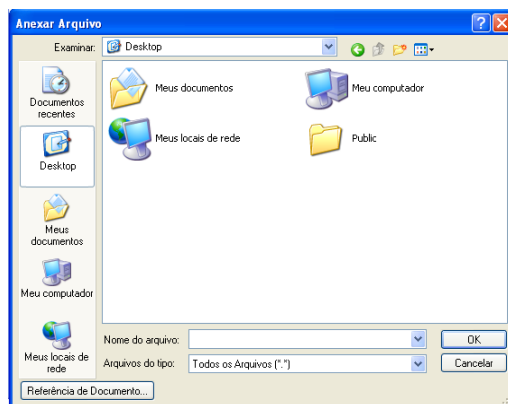 Anexar Arquivo
Examinar:
Desktop
Documentos
recentes
Desktop
Meus
documentos
Meu computador
Meus locais de
rede
Meus documentos
Meu computador
Meus locais de rede
Public
Nome do arquivo:
OK
Arquivos do tipo:
Todos os Arquivos (*.*)
Cancelar
Referência de Documento...